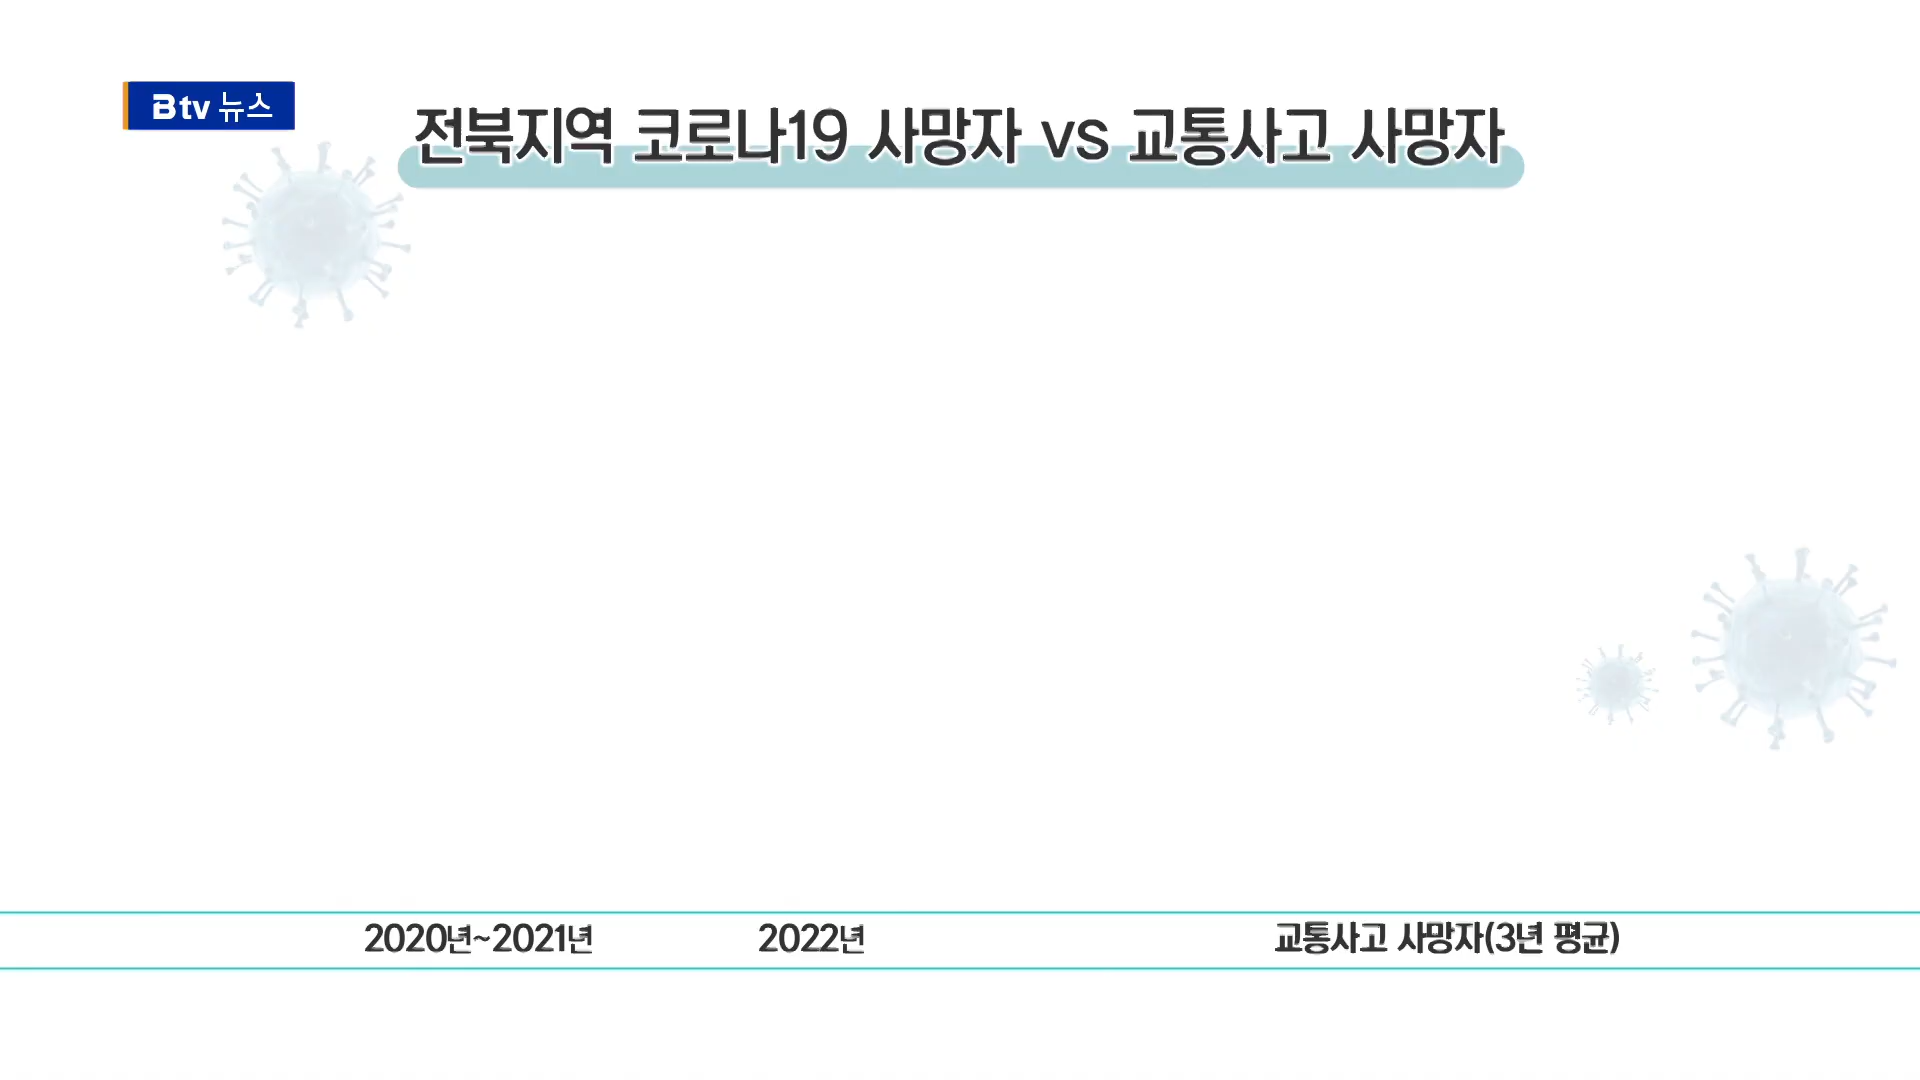 Btv 뉴스
전북지역 코로나19 사망자 vs 교통사고 사망자
2020년~2021년
2022년
교통사고 사망자(3년 평균)